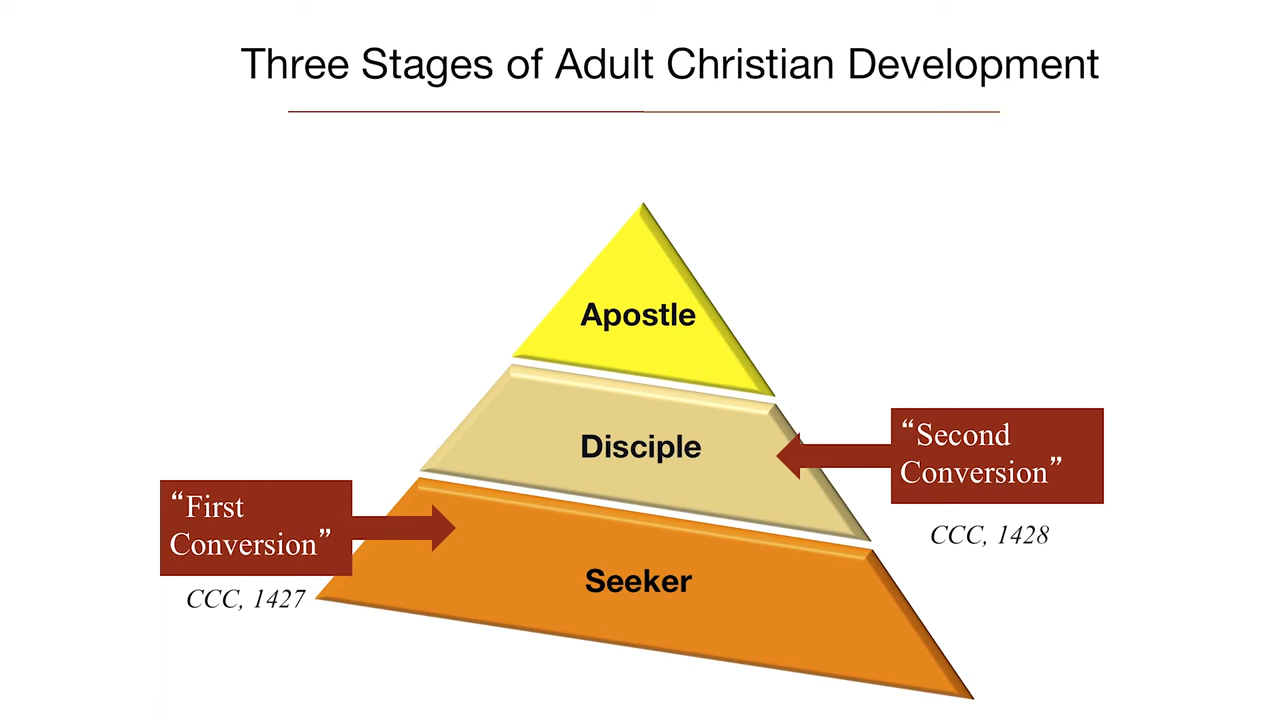 Three Stages of Adult Christian Development
Apostle
Disciple
“Second
Conversion”
CCC, 1428
“First
Conversion”
CCC, 1427
Seeker